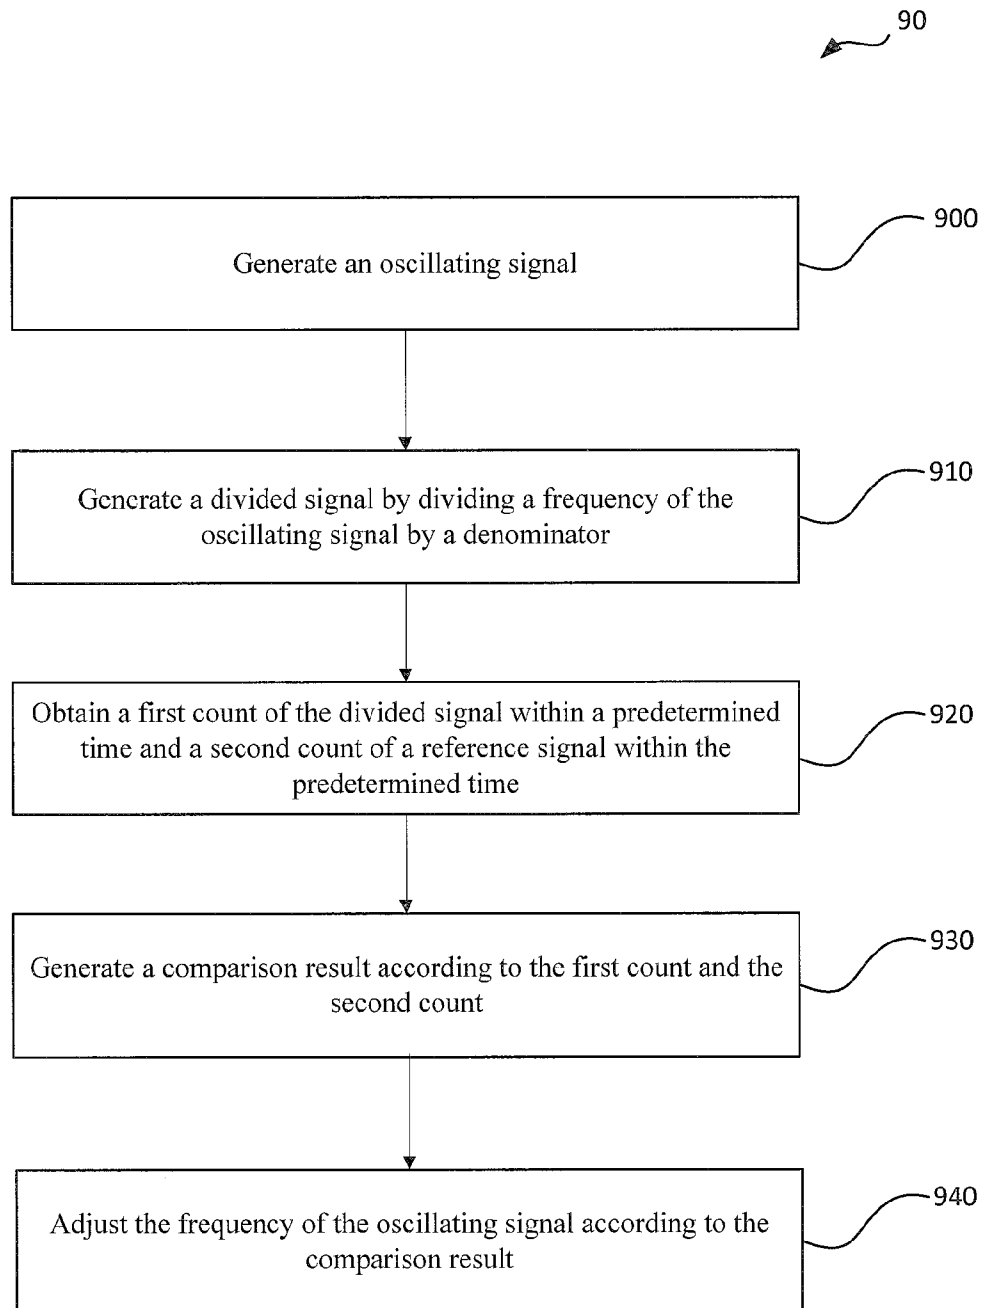 90
Generate an oscillating signal
900
Generate a divided signal by dividing a frequency of the
oscillating signal by a denominator
910
Obtain a first count of the divided signal within a predetermined
time and a second count of a reference signal within the
predetermined time
920
Generate a comparison result according to the first count and the
second count
930
Adjust the frequency of the oscillating signal according to the
comparison result
940